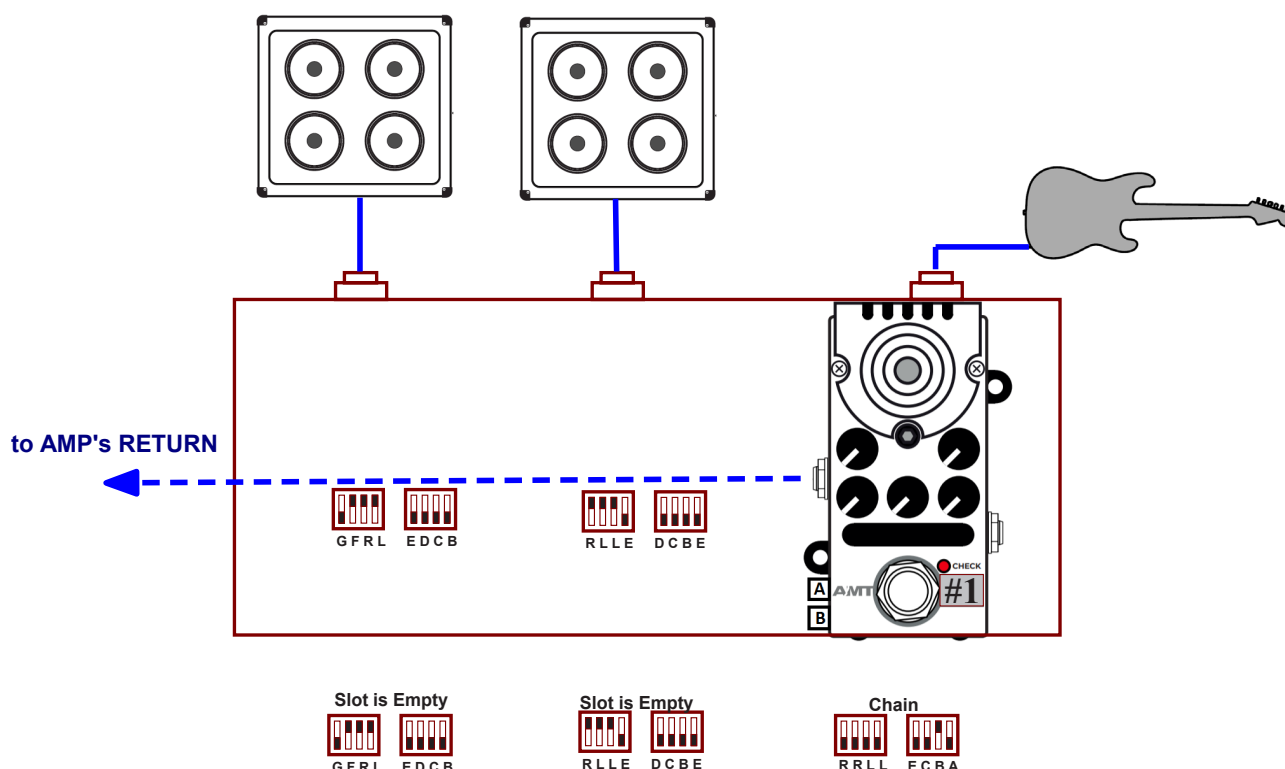 to AMP's RETURN
G F R L E D C B
R L L E D C B E
CHECK
A
AMT
#1
B
Slot is Empty
Slot is Empty
Chain
G F R L E D C B
R L L E D C B E
R R L L E C B A